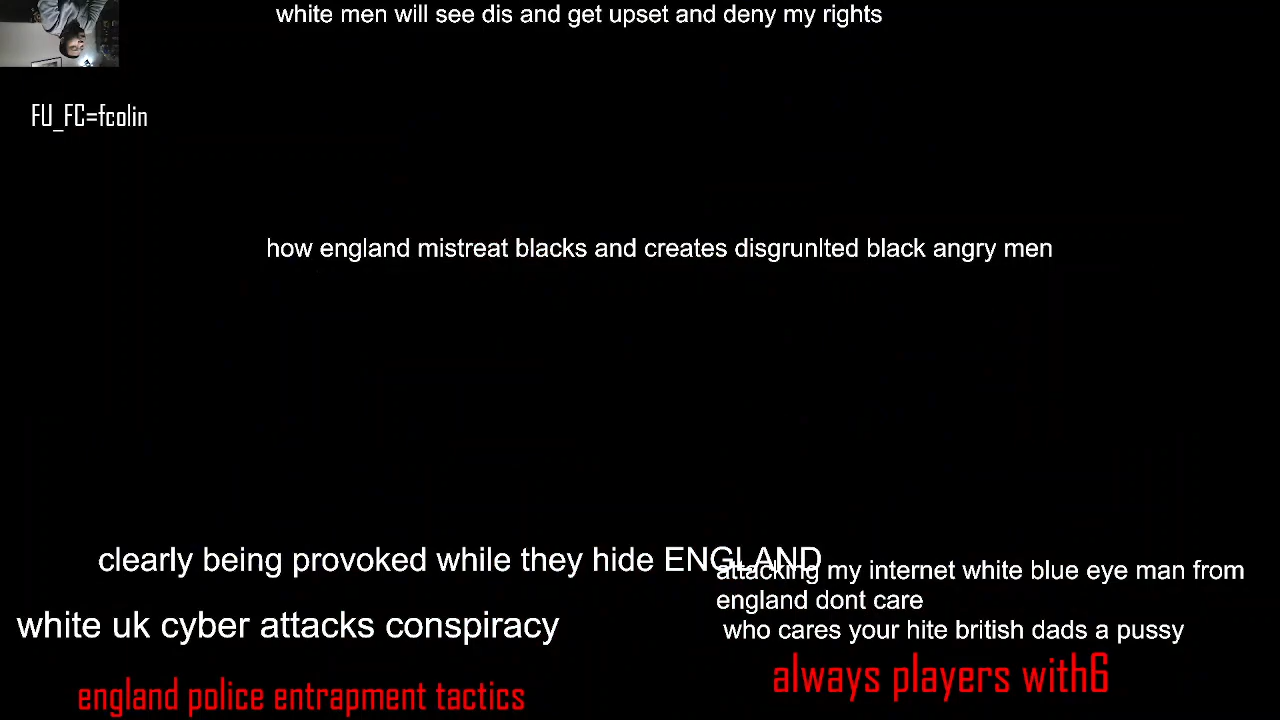 white men will see dis and get upset and deny my rights
FU_FC=fcolin
how england mistreat blacks and creates disgrunlted black angry men
clearly being provoked while they hide ENGLAND
attacking my internet white blue eye man from
england dont care
who cares your hite british dads a pussy
white uk cyber attacks conspiracy
always players with6
england police entrapment tactics